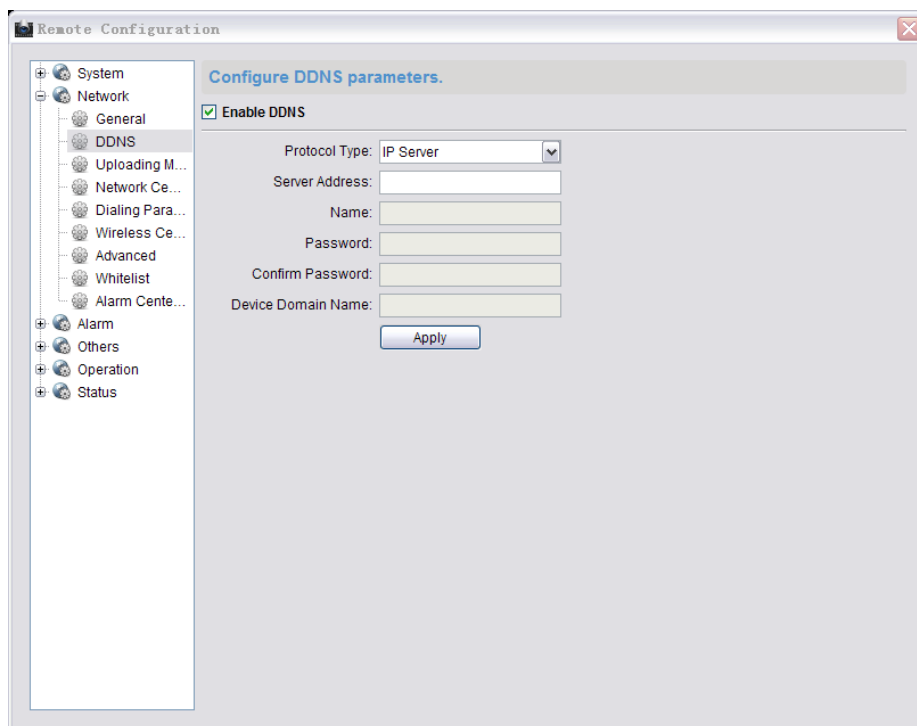 Remote Configuration
System
Network
General
DDNS
Uploading M...
Network Ce...
Dialing Para...
Wireless Ce...
Advanced
Whitelist
Alarm Cente...
Alarm
Others
Operation
Status
Configure DDNS parameters.
Enable DDNS
Protocol Type: IP Server
Server Address:
Name:
Password:
Confirm Password:
Device Domain Name:
Apply